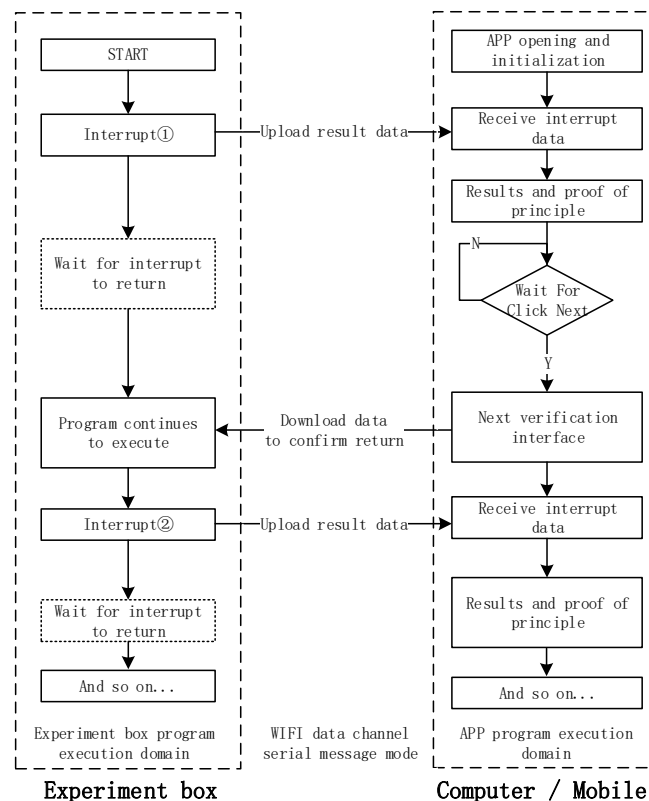 START
Interrupt①
Wait for interrupt
to return
Program continues
to execute
Interrupt②
Wait for interrupt
to return
And so on...
Experiment box program
execution domain
Experiment box
Upload result data
Download data
to confirm return
Upload result data
WIFI data channel
serial message mode
APP opening and
initialization
Receive interrupt
data
Results and proof of
principle
N
Wait For
Click Next
Y
Next verification
interface
Receive interrupt
data
Results and proof of
principle
And so on...
APP program execution
domain
Computer / Mobile